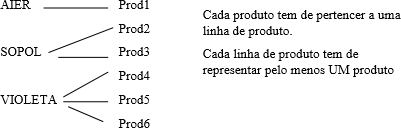 AIER
Prod1
Prod2
SOPOL
Prod3
Prod4
VIOLETA
Prod5
Prod6
Cada produto tem de pertencer a uma
linha de produto.
Cada linha de produto tem de
representar pelo menos UM produto